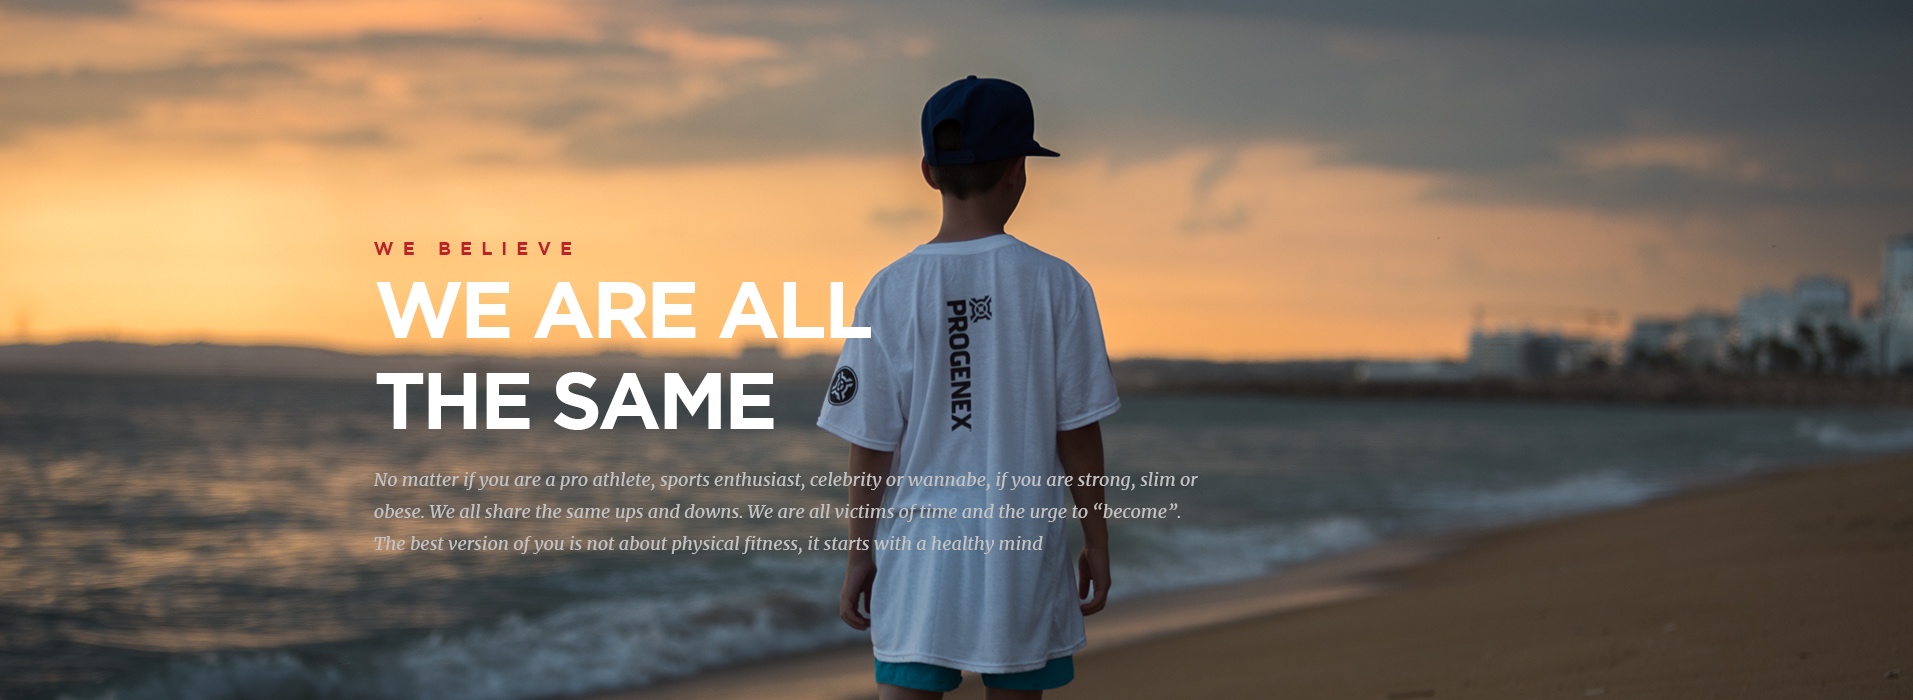 WE BELIEVE
WE ARE ALL
THE SAME
PROGENEX
No matter if you are a pro athlete, sports enthusiast, celebrity or wannabe, if you are strong, slim or
obese. We all share the same ups and downs. We are all victims of time and the urge to “become”.
The best version of you is not about physical fitness, it starts with a healthy mind